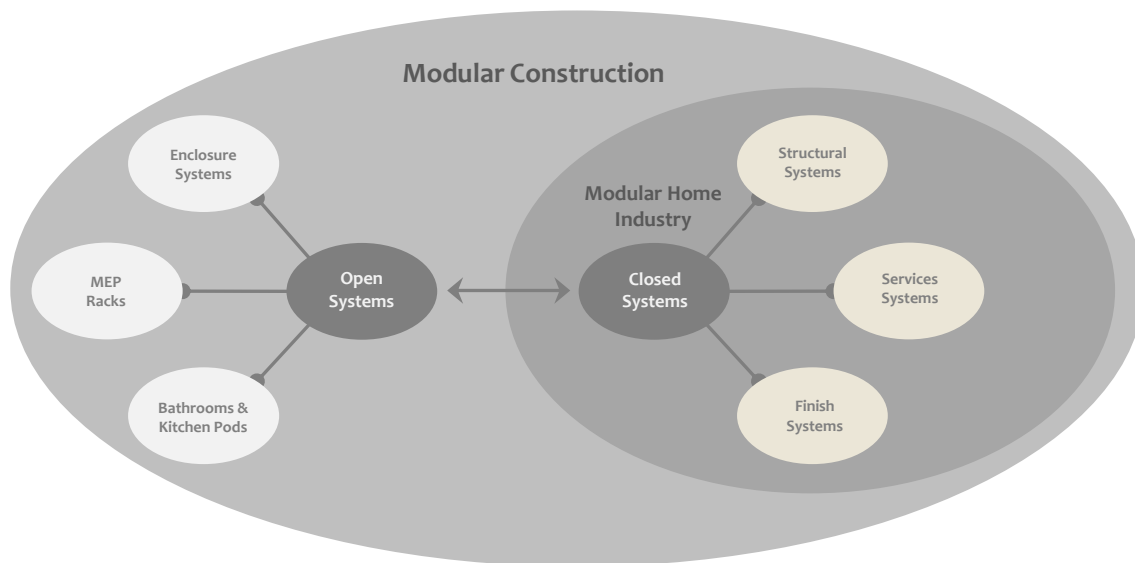 Modular Construction
Enclosure
Systems
MEP
Racks
Bathrooms &
Kitchen Pods
Open
Systems
Modular Home
Industry
Closed
Systems
Structural
Systems
Services
Systems
Finish
Systems